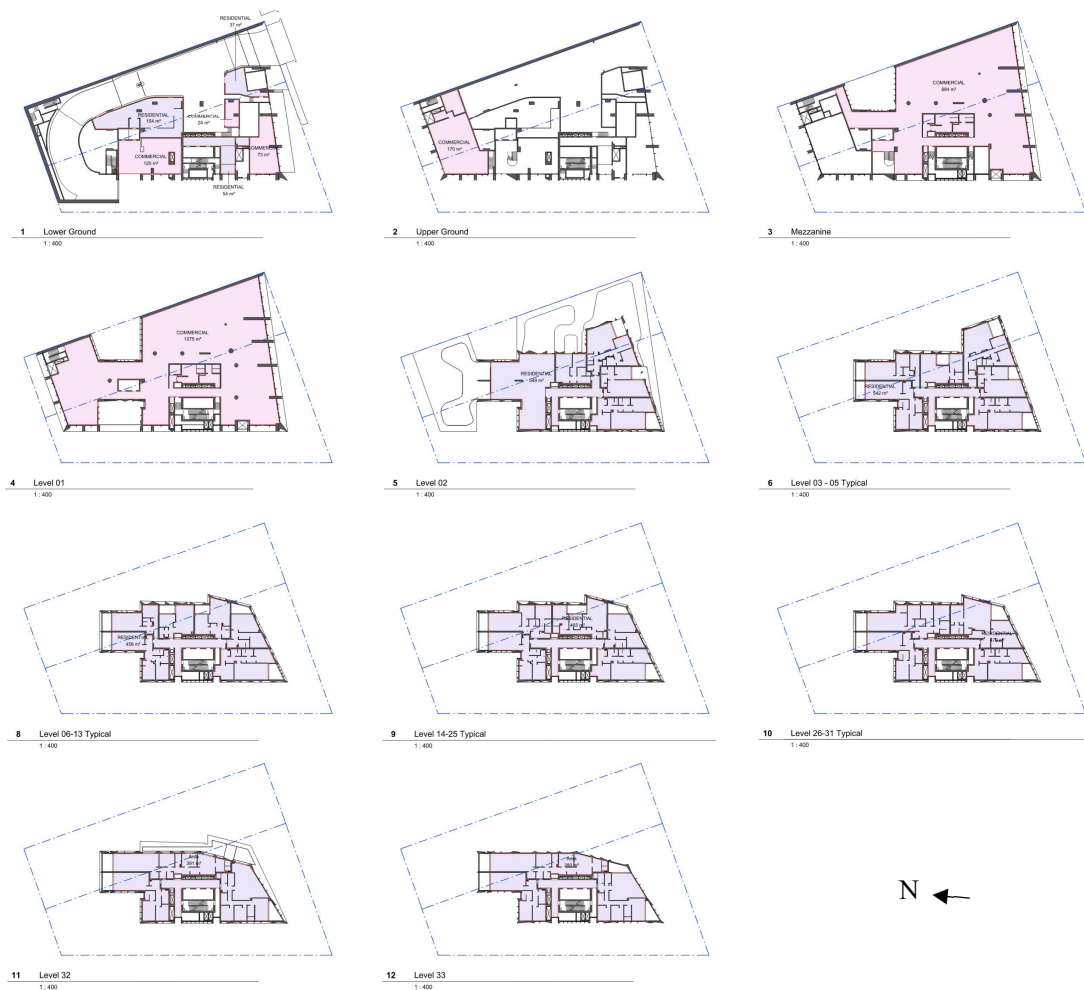 RESIDENTIAL
37 m²
RESIDENTIAL
154 m²
COMMERCIAL
24 m²
COMMERCIAL
120 m²
COMMERCIAL
73 m²
RESIDENTIAL
54 m²
1 Lower Ground
1 : 400
COMMERCIAL
170 m²
2 Upper Ground
1 : 400
COMMERCIAL
884 m²
3 Mezzanine
1 : 400
COMMERCIAL
1075 m²
4 Level 01
1 : 400
RESIDENTIAL
5 Level 02
1 : 400
RESIDENTIAL
542 m²
6 Level 03 - 05 Typical
1 : 400
RESIDENTIAL
456 m²
8 Level 06-13 Typical
1 : 400
RESIDENTIAL
9 Level 14-25 Typical
1 : 400
RESIDENTIAL
10 Level 26-31 Typical
1 : 400
Area
391 m²
11 Level 32
1 : 400
Area
12 Level 33
1 : 400
N